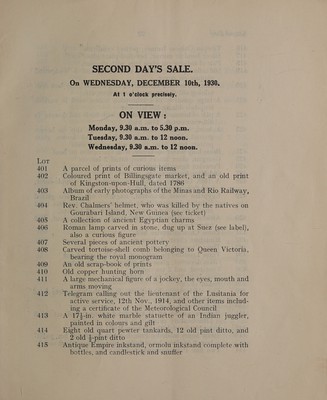 SECOND DAY'S SALE.
On WEDNESDAY, DECEMBER 10th, 1930,
At 1 o'clock precisely.
ON VIEW :
Monday, 9.30 a.m. to 5.30 p.m.
Tuesday, 9.30 a.m. to 12 noon.
Wednesday, 9.30 a.m. to 12 noon.
LOT
401 A parcel of prints of curious items
402 Coloured print of Billingsgate market, and an old print
of Kingston-upon-Hull, dated 1786
403 Album of early photographs of the Minas and Rio Railway,
Brazil
404 Rev. Chalmers' helmet, who was killed by the natives on
Gourabari Island, New Guinea (see ticket)
405 A collection of ancient Egyptian charms
406 Roman lamp carved in stone, dug up at Suez (see label),
also a curious figure
407 Several pieces of ancient pottery
408 Carved tortoise-shell comb belonging to Queen Victoria,
bearing the royal monogram
409 An old scrap-book of prints
410 Old copper hunting horn
411 A large mechanical figure of a jockey, the eyes, mouth and
arms moving
412 Telegram calling out the lieutenant of the Lusitania for
active service, 12th Nov., 1914, and other items includ-
ing a certificate of the Meteorological Council
413 A 17½-in. white marble statuette of an Indian juggler,
painted in colours and gilt
414 Eight old quart pewter tankards, 12 old pint ditto, and
2 old ½-pint ditto
415 Antique Empire inkstand, ormolu inkstand complete with
bottles, and candlestick and snuffer